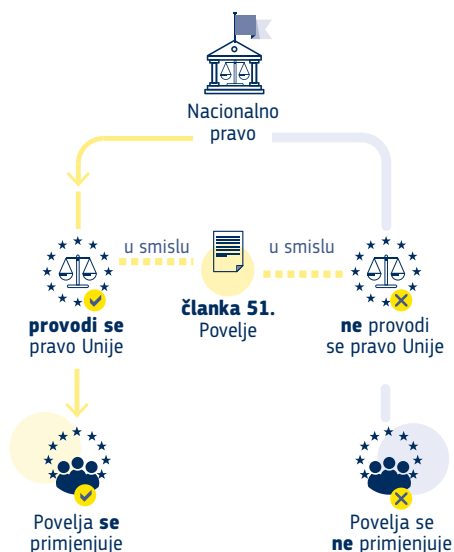 Nacionalno
pravo
u smislu
u smislu
članka 51.
Povelje
provodi se
pravo Unije
ne provodi
se pravo Unije
Povelja se
primjenjuje
Povelja se
ne primjenjuje